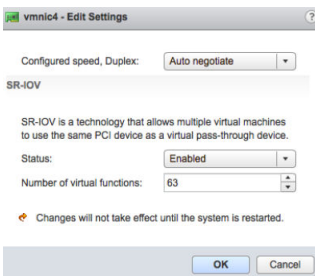 vmnic4 - Edit Settings ?
Configured speed, Duplex: Auto negotiate
SR-IOV
SR-IOV is a technology that allows multiple virtual machines
to use the same PCI device as a virtual pass-through device.
Status: Enabled
Number of virtual functions: 63
Changes will not take effect until the system is restarted.
OK Cancel